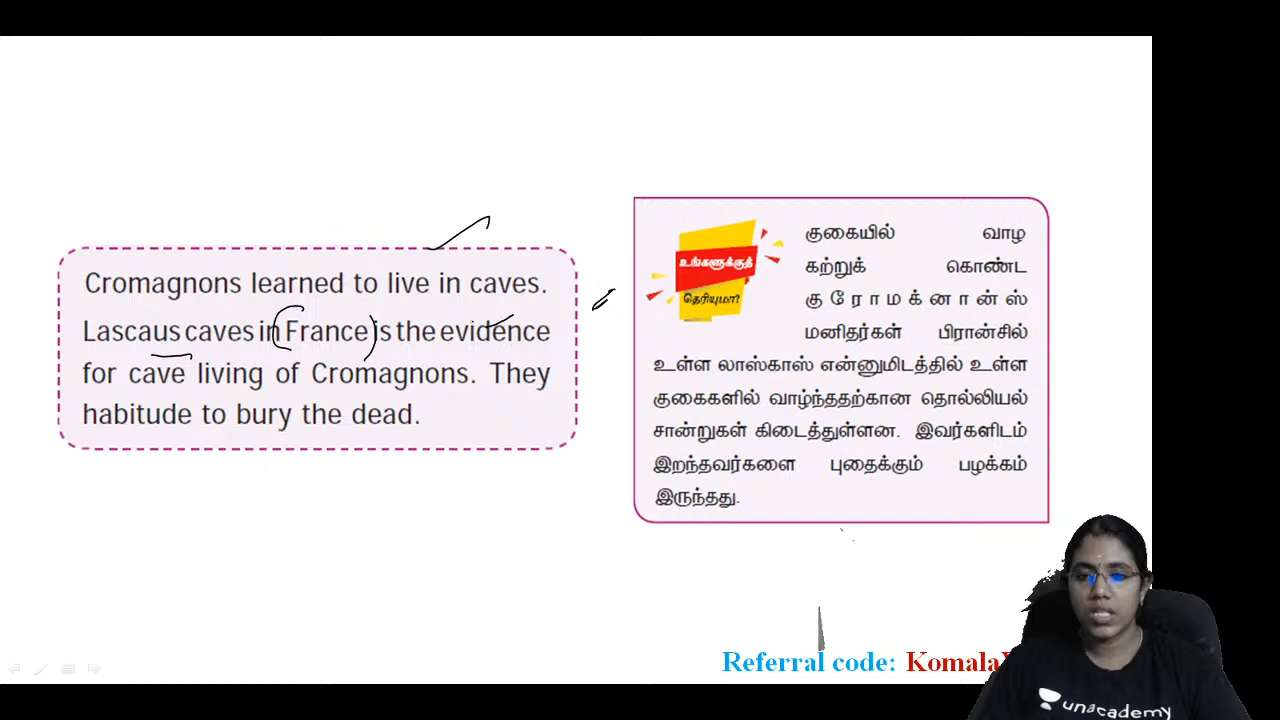 Cromagnons learned to live in caves.
Lascaus caves in France is the evidence
for cave living of Cromagnons. They
habitude to bury the dead.
உங்களுக்குத்
தெரியுமா?
குகையில் வாழ
கற்றுக் கொண்ட
குரோமக்னான்ஸ்
மனிதர்கள் பிரான்சில்
உள்ள லாஸ்காஸ் என்னுமிடத்தில் உள்ள
குகைகளில் வாழ்ந்ததற்கான தொல்லியல்
சான்றுகள் கிடைத்துள்ளன. இவர்களிடம்
இறந்தவர்களை புதைக்கும் பழக்கம்
இருந்தது.
Referral code: Komala
unacademy